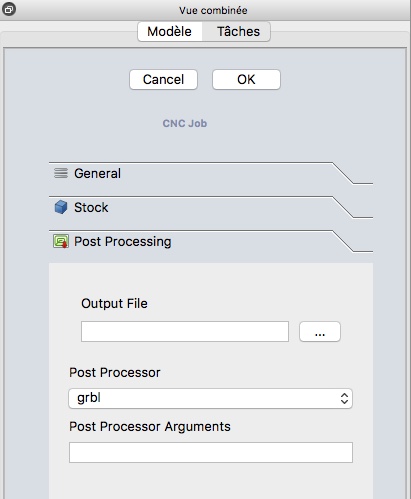 Vue combinée
Modèle Tâches
Cancel OK
CNC Job
General
Stock
Post Processing
Output File
...
Post Processor
grbl
Post Processor Arguments